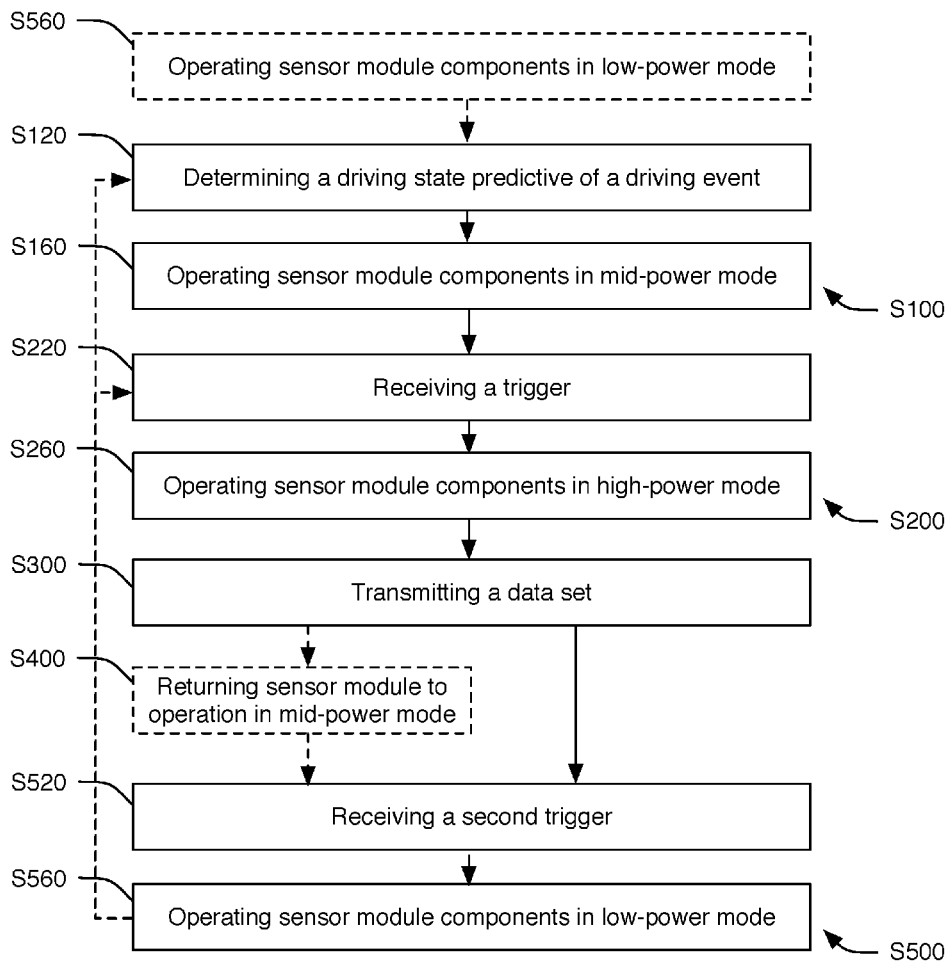 S560
Operating sensor module components in low-power mode
S120
Determining a driving state predictive of a driving event
S160
Operating sensor module components in mid-power mode
S100
S220
Receiving a trigger
S260
Operating sensor module components in high-power mode
S200
S300
Transmitting a data set
S400
Returning sensor module to
operation in mid-power mode
S520
Receiving a second trigger
S560
Operating sensor module components in low-power mode
S500